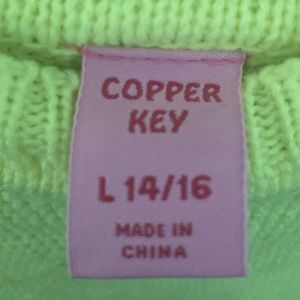 COPPER
KEY
L 14/16
MADE IN
CHINA